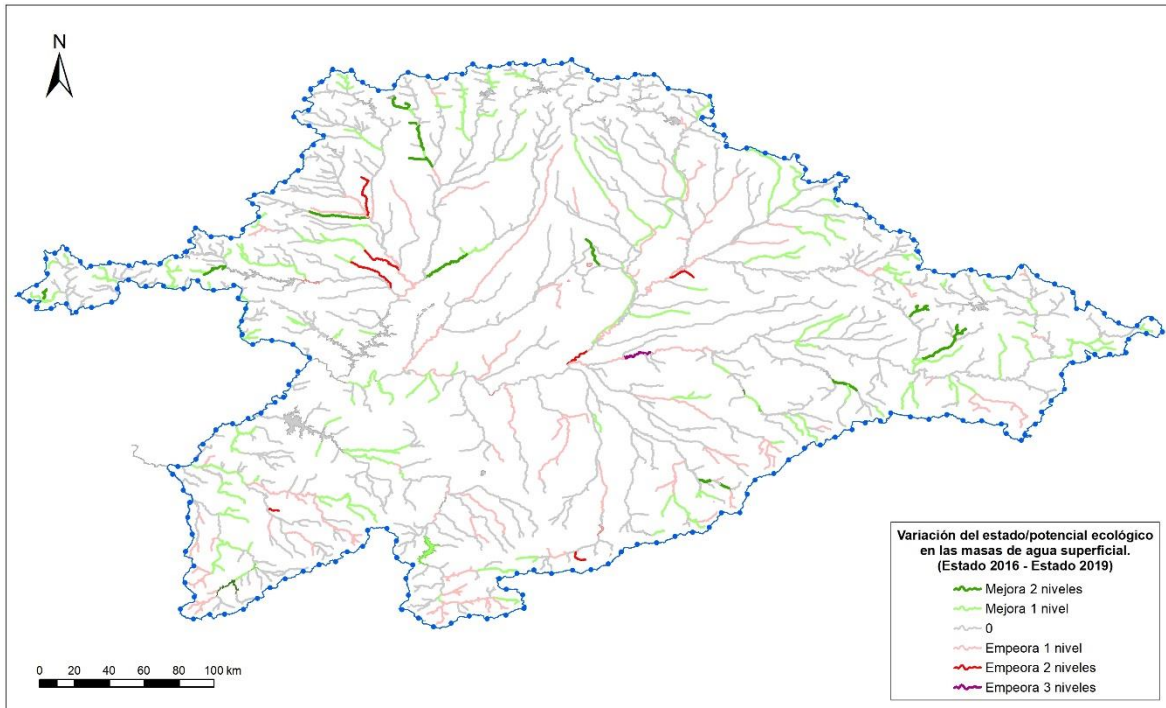 N
Variación del estado/potencial ecológico
en las masas de agua superficial.
(Estado 2016 - Estado 2019)
Mejora 2 niveles
Mejora 1 nivel
0
Empeora 1 nivel
Empeora 2 niveles
Empeora 3 niveles
0 20 40 60 80 100 km